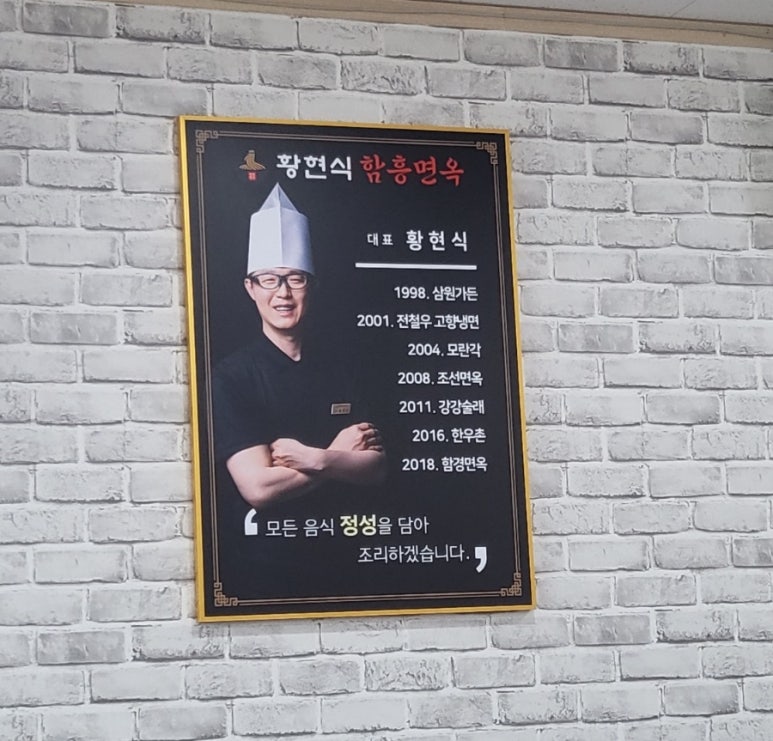 황현식 함흥면옥
대표 황현식
1998. 삼원가든
2001. 전철우 고향냉면
2004. 모란각
2008. 조선면옥
2011. 강강술래
2016. 한우촌
2018. 함경면옥
‘모든 음식 정성을 담아
조리하겠습니다.’